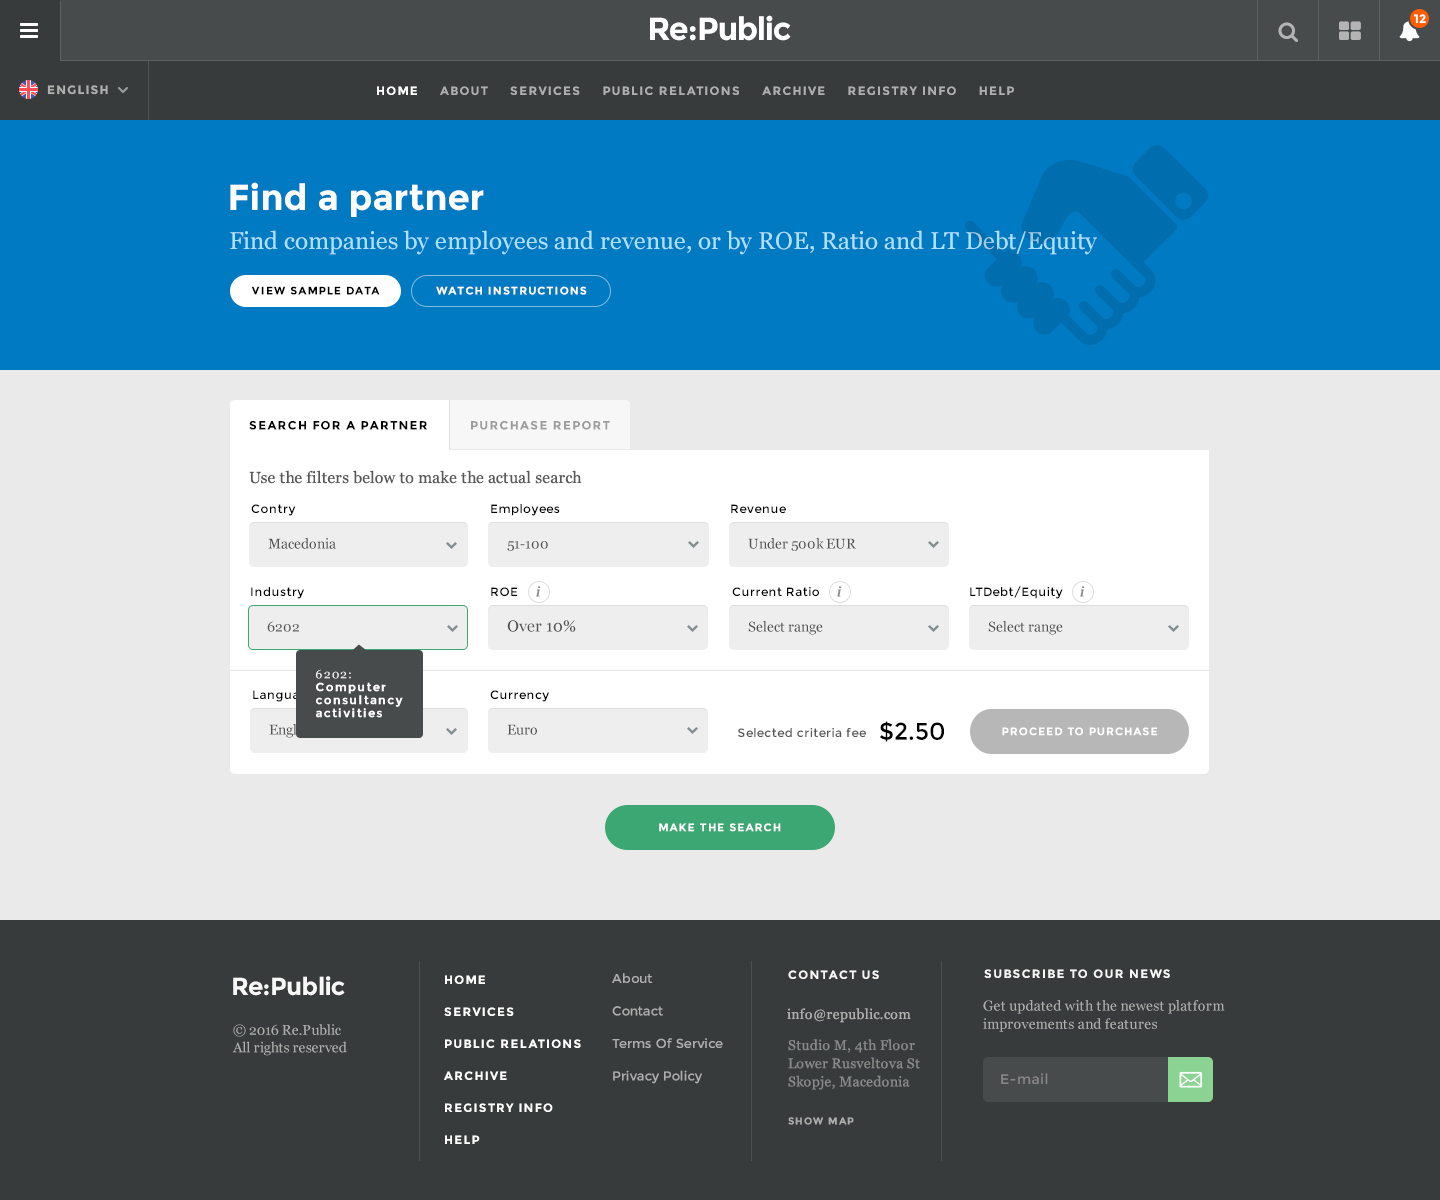 Re:Public
12
ENGLISH
HOME ABOUT SERVICES PUBLIC RELATIONS ARCHIVE REGISTRY INFO HELP
Find a partner
Find companies by employees and revenue, or by ROE, Ratio and LT Debt/Equity
VIEW SAMPLE DATA WATCH INSTRUCTIONS
SEARCH FOR A PARTNER PURCHASE REPORT
Use the filters below to make the actual search
Contry Employees Revenue
Macedonia 51-100 Under 500k EUR
Industry ROE i Current Ratio i LTDebt/Equity i
6202 Over 10% Select range Select range
6202:
Computer
consultancy
activities
Langua Currency
Engl Euro
Selected criteria fee $2.50 PROCEED TO PURCHASE
MAKE THE SEARCH
Re:Public
© 2016 Re.Public
All rights reserved
HOME
SERVICES
PUBLIC RELATIONS
ARCHIVE
REGISTRY INFO
HELP
About
Contact
Terms Of Service
Privacy Policy
CONTACT US
info@republic.com
Studio M, 4th Floor
Lower Rusveltova St
Skopje, Macedonia
SHOW MAP
SUBSCRIBE TO OUR NEWS
Get updated with the newest platform
improvements and features
E-mail